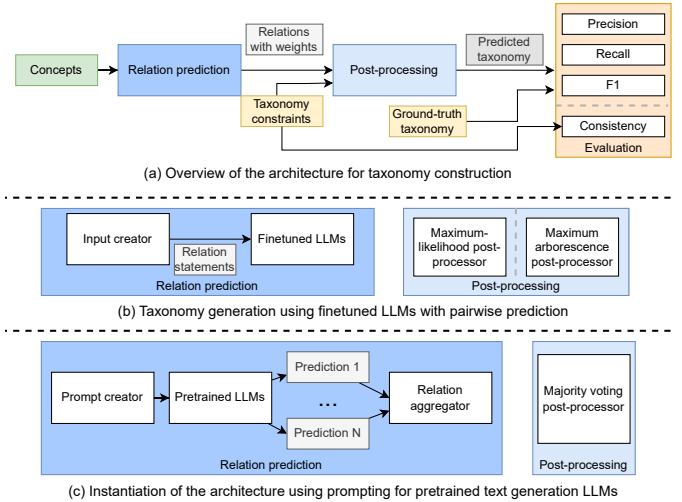 Concepts
Relation prediction
Relations
with weights
Taxonomy
constraints
Post-processing
Predicted
taxonomy
Ground-truth
taxonomy
Precision
Recall
F1
Consistency
Evaluation
(a) Overview of the architecture for taxonomy construction
Input creator
Relation
statements
Finetuned LLMs
Relation prediction
Maximum-
likelihood post-
processor
Maximum
arborescence
post-processor
Post-processing
(b) Taxonomy generation using finetuned LLMs with pairwise prediction
Prompt creator
Pretrained LLMs
Prediction 1
...
Prediction N
Relation
aggregator
Relation prediction
Majority voting
post-processor
Post-processing
(c) Instantiation of the architecture using prompting for pretrained text generation LLMs